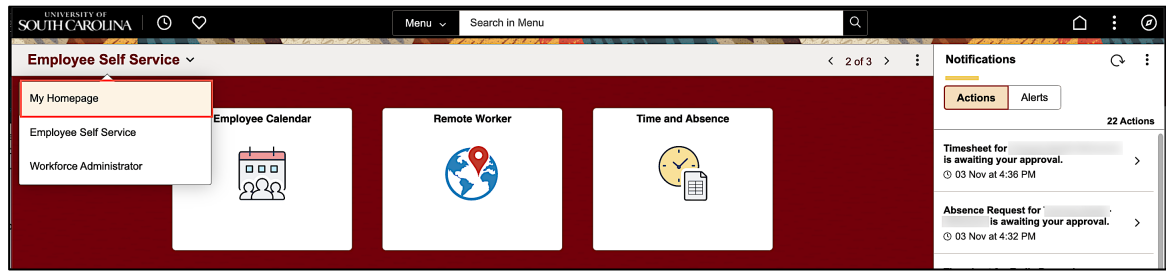 UNIVERSITY OF
SOUTH CAROLINA
Menu
Search in Menu
Employee Self Service
2 of 3
My Homepage
Employee Self Service
Workforce Administrator
Employee Calendar
Remote Worker
Time and Absence
Notifications
Actions
Alerts
22 Actions
Timesheet for
is awaiting your approval.
03 Nov at 4:36 PM
Absence Request for
is awaiting your approval.
03 Nov at 4:32 PM